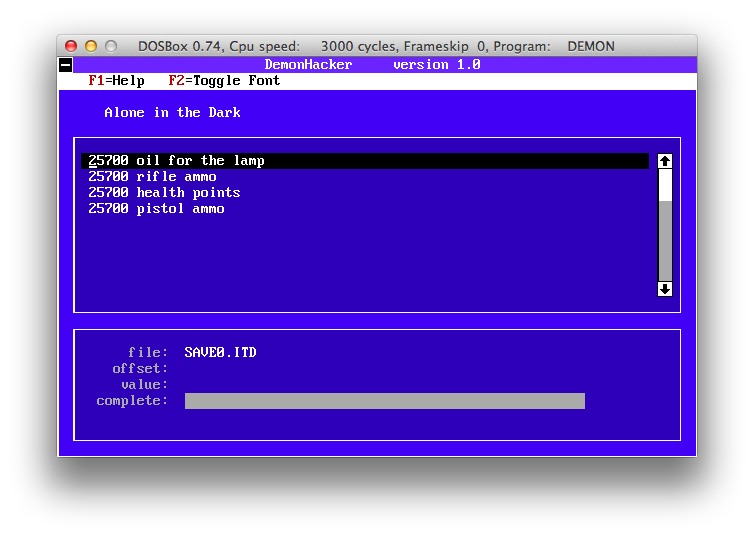 DOSBox 0.74, Cpu speed: 3000 cycles, Frameskip 0, Program: DEMON
DemonHacker version 1.0
F1=Help F2=Toggle Font
Alone in the Dark
25700 oil for the lamp
25700 rifle ammo
25700 health points
25700 pistol ammo
file: SAVE0.ITD
offset:
value:
complete: